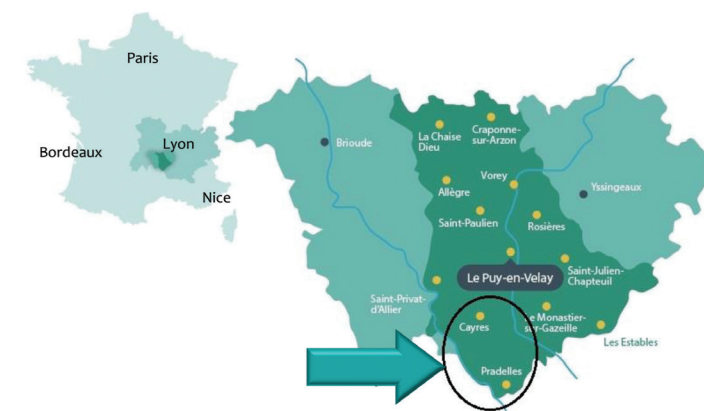 Paris
Lyon
Bordeaux
Nice
La Chaise
Dieu
Craponne-
sur-Arzon
Brioude
Vorey
Allègre
Yssingeaux
Saint-Paulien
Rosières
Le Puy-en-Velay
Saint-Julien-
Chapteuil
Saint-Privat-
d'Allier
Cayres
Le Monastier-
sur-Gazeille
Les Estables
Pradelles